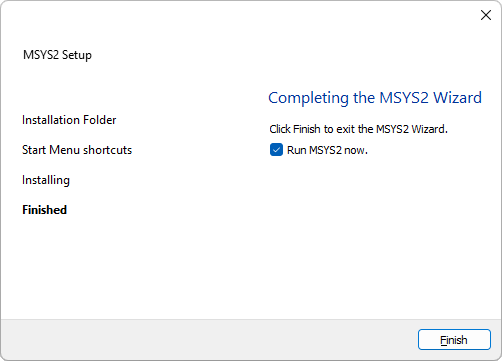 MSYS2 Setup
Installation Folder
Start Menu shortcuts
Installing
Finished
Completing the MSYS2 Wizard
Click Finish to exit the MSYS2 Wizard.
Run MSYS2 now.
Finish